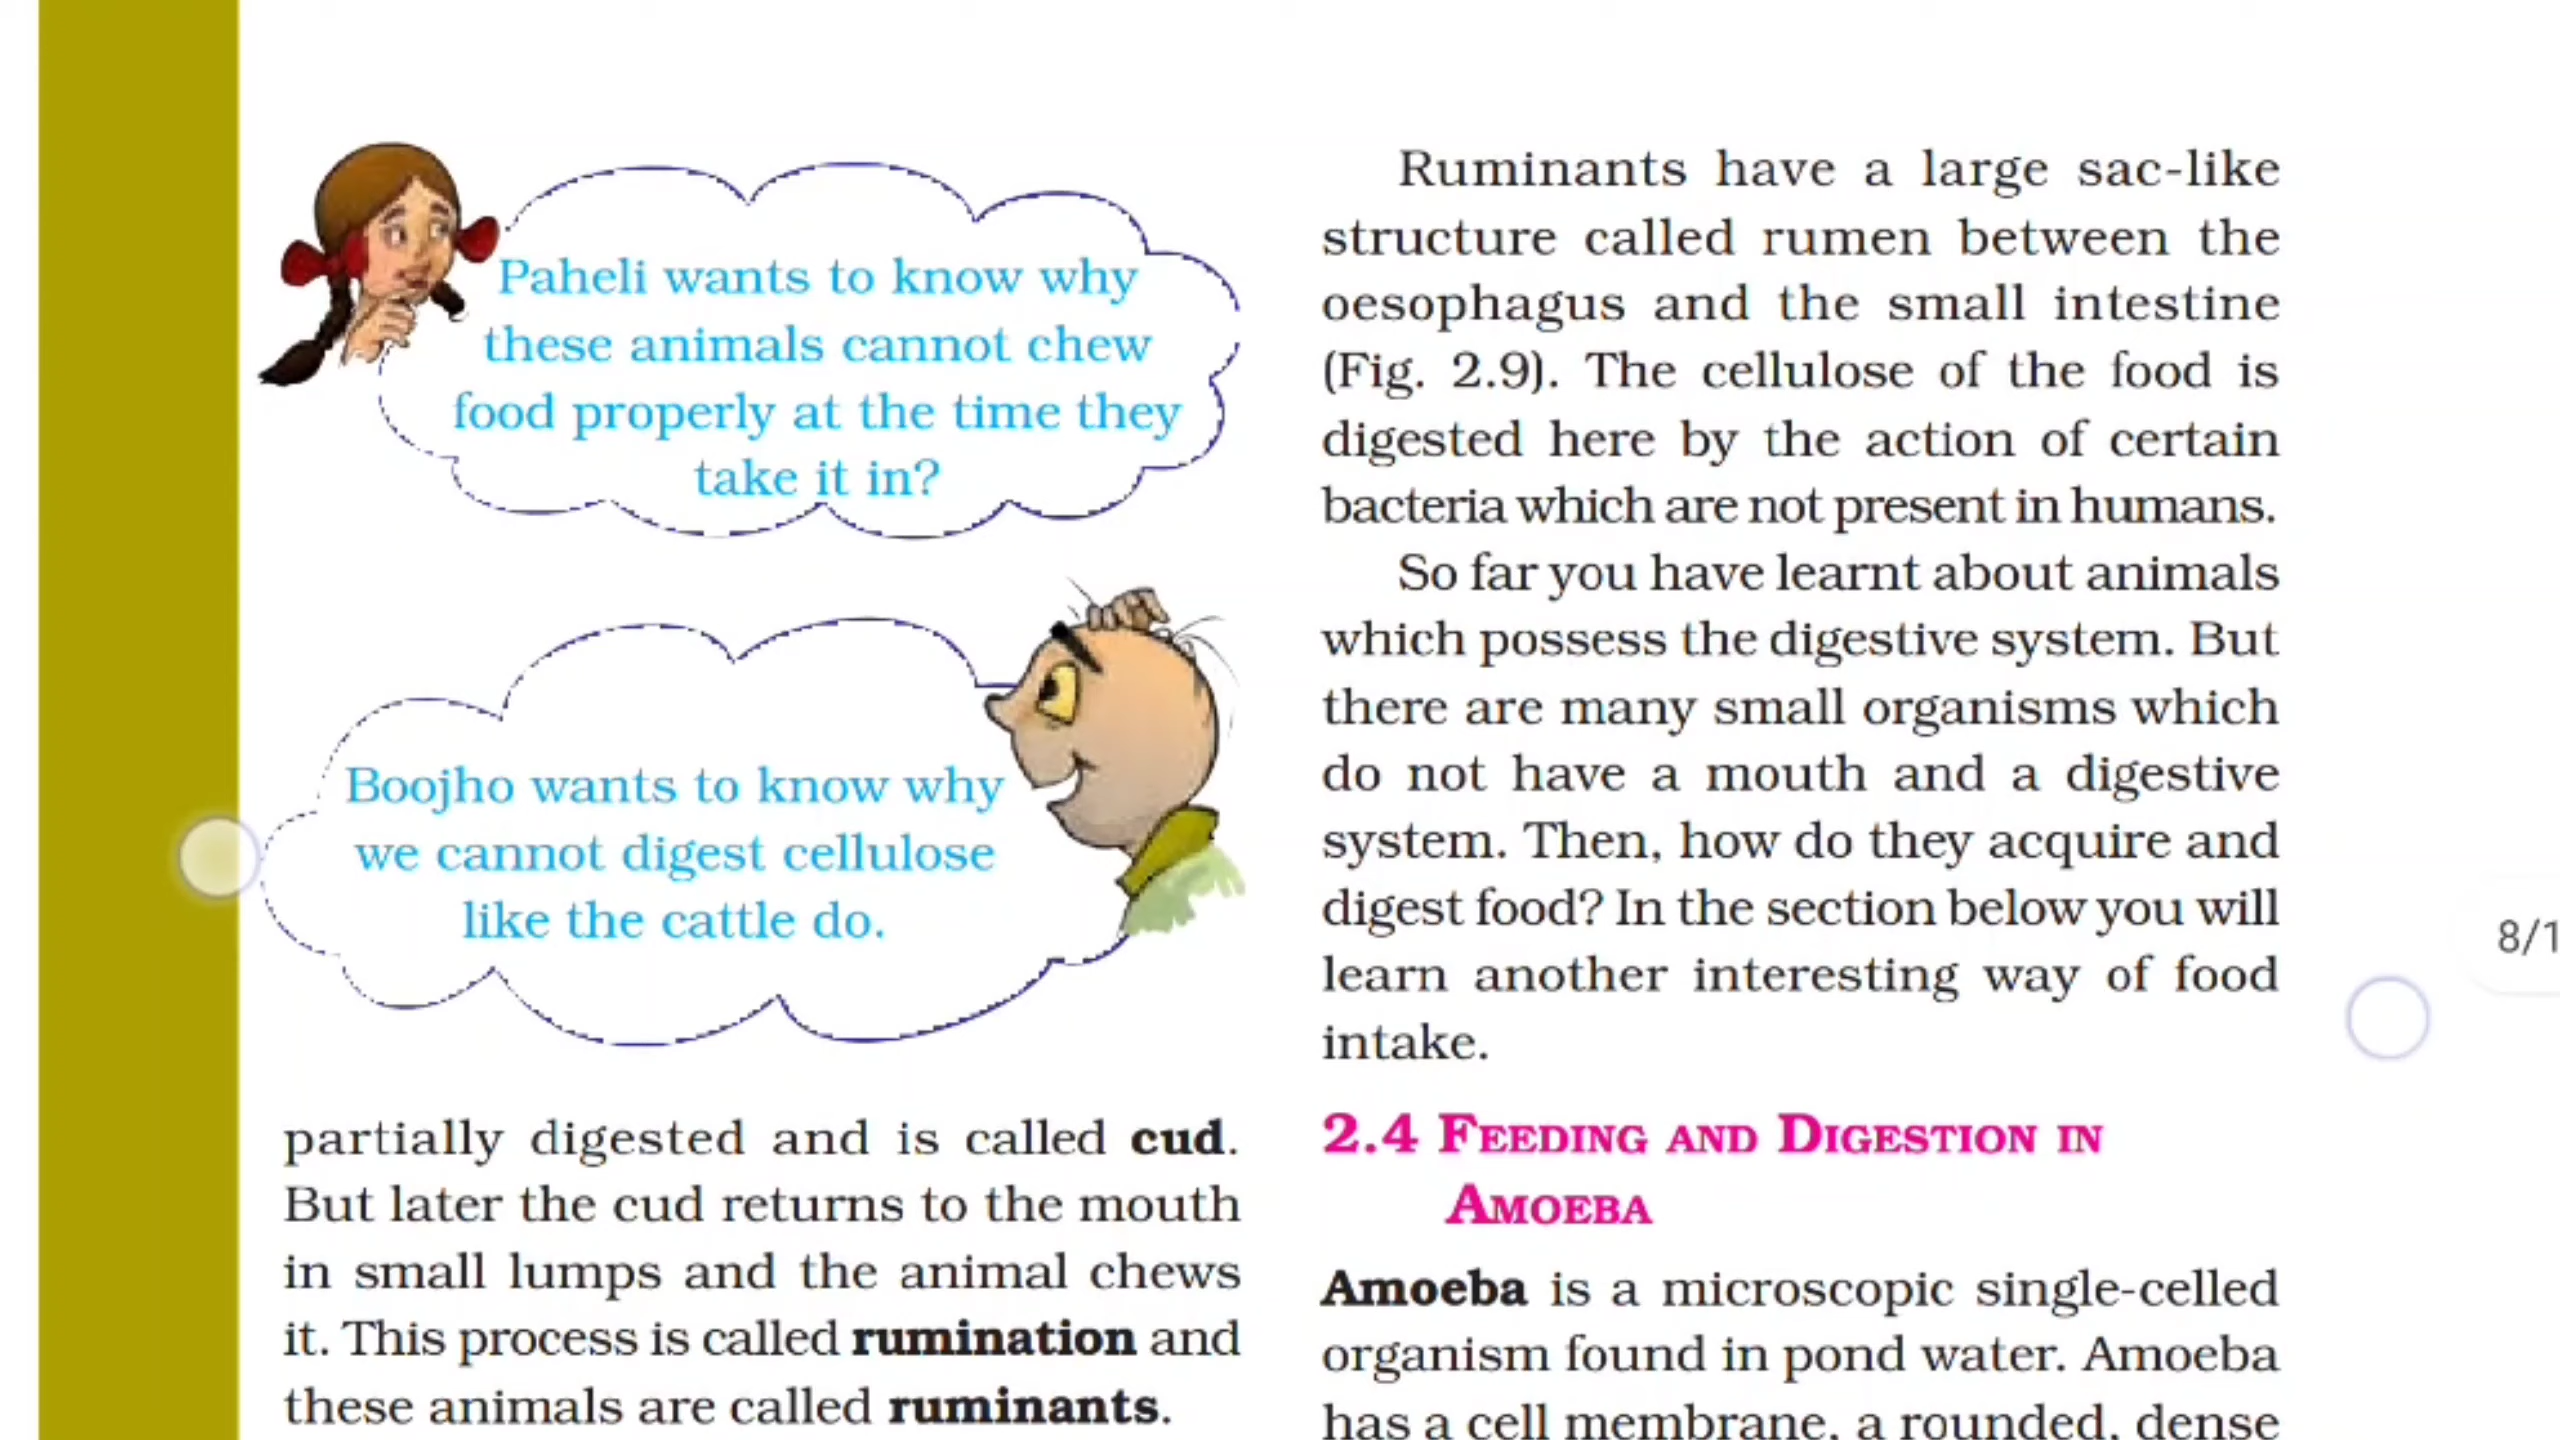 Paheli wants to know why
these animals cannot chew
food properly at the time they
take it in?
Boojho wants to know why
we cannot digest cellulose
like the cattle do.
partially digested and is called cud.
But later the cud returns to the mouth
in small lumps and the animal chews
it. This process is called rumination and
these animals are called ruminants.
Ruminants have a large sac-like
structure called rumen between the
oesophagus and the small intestine
(Fig. 2.9). The cellulose of the food is
digested here by the action of certain
bacteria which are not present in humans.
So far you have learnt about animals
which possess the digestive system. But
there are many small organisms which
do not have a mouth and a digestive
system. Then, how do they acquire and
digest food? In the section below you will
learn another interesting way of food
intake.
2.4 FEEDING AND DIGESTION IN
AMOEBA
Amoeba is a microscopic single-celled
organism found in pond water. Amoeba
has a cell membrane, a rounded, dense
8/1